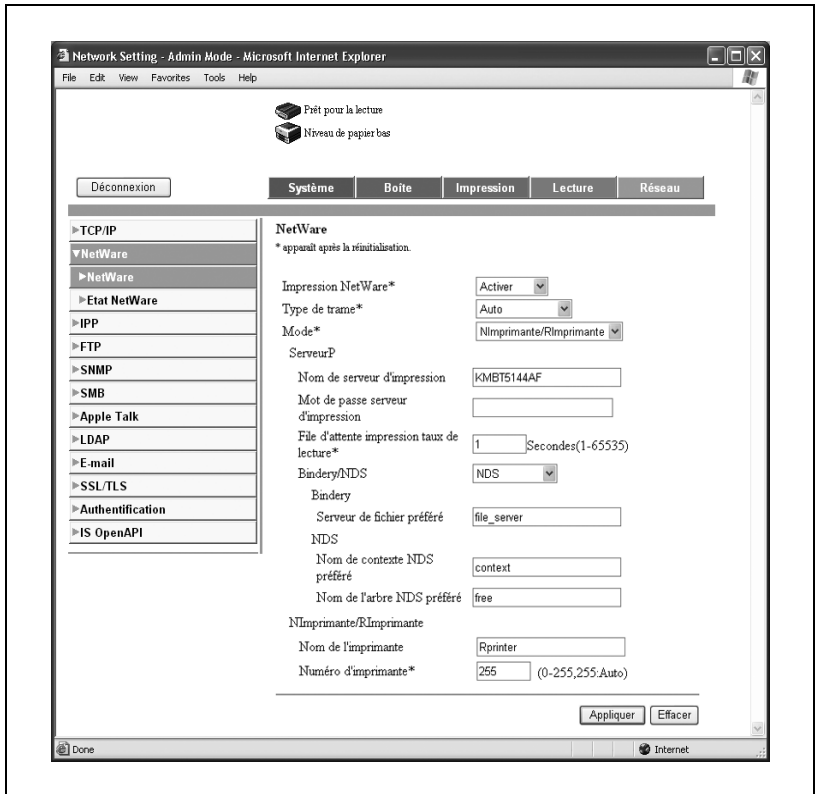 Network Setting - Admin Mode - Microsoft Internet Explorer
File Edit View Favorites Tools Help
Prêt pour la lecture
Niveau de papier bas
Déconnexion
Système Boîte Impression Lecture Réseau
TCP/IP
NetWare
NetWare
Etat NetWare
IPP
FTP
SNMP
SMB
Apple Talk
LDAP
E-mail
SSL/TLS
Authentification
IS OpenAPI
NetWare
* apparaît après la réinitialisation.
Impression NetWare* Activer
Type de trame* Auto
Mode* NImprimante/RImprimante
ServeurP
Nom de serveur d'impression KMBT5144AF
Mot de passe serveur
d'impression
File d'attente impression taux de
lecture* 1 Secondes(1-65535)
Bindery/NDS NDS
Bindery
Serveur de fichier préféré file_server
NDS
Nom de contexte NDS
préféré context
Nom de l'arbre NDS préféré free
NImprimante/RImprimante
Nom de l'imprimante Rprinter
Numéro d'imprimante* 255 (0-255,255:Auto)
Appliquer Effacer
Done Internet